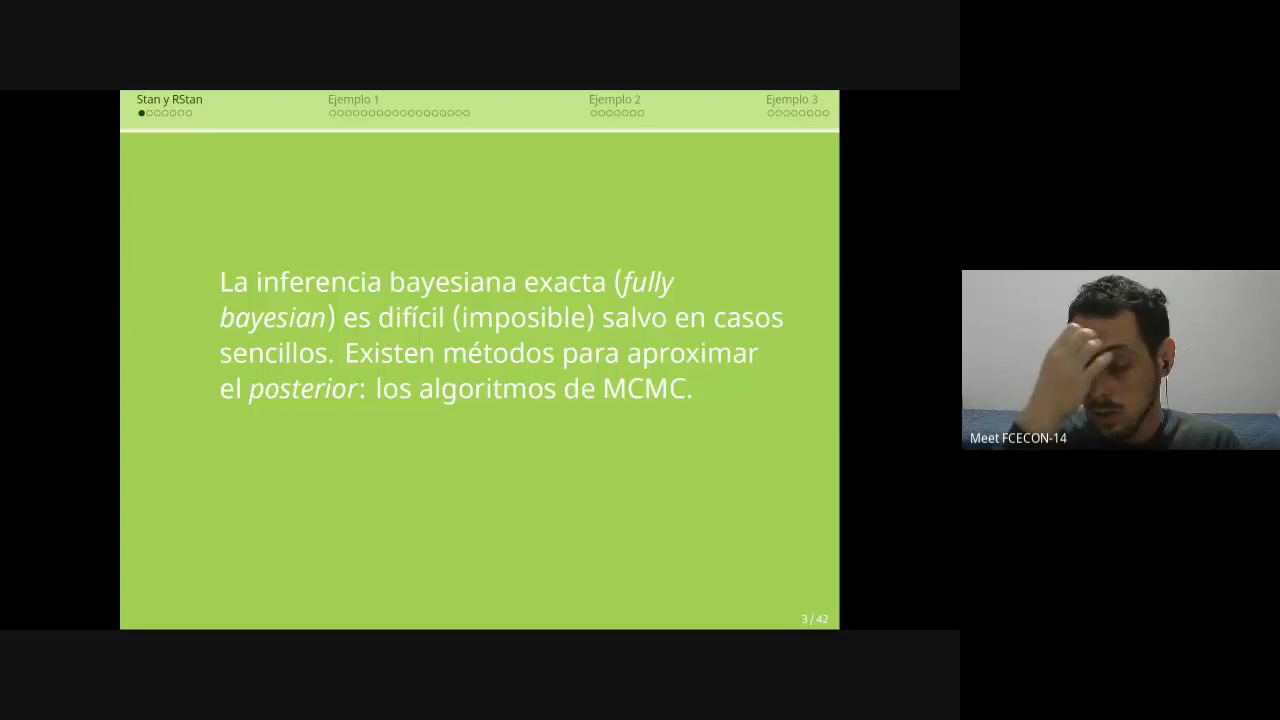 Stan y RStan
Ejemplo 1
Ejemplo 2
Ejemplo 3
La inferencia bayesiana exacta (fully
bayesian) es difícil (imposible) salvo en casos
sencillos. Existen métodos para aproximar
el posterior: los algoritmos de MCMC.
3 / 42
Meet FCECON-14